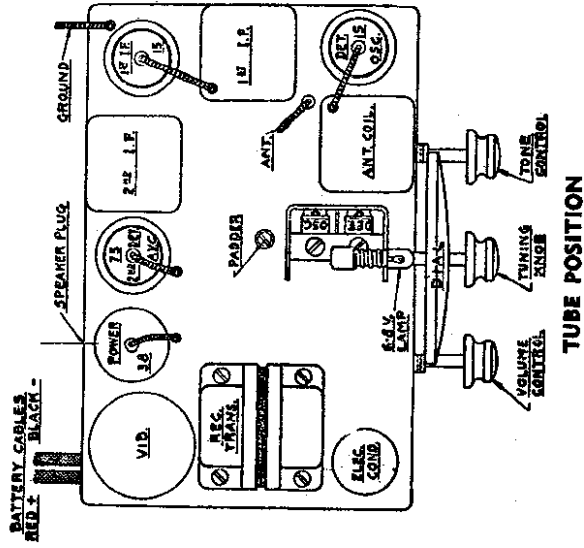 BATTERY CABLES
RED + BLACK -
SPEAKER PLUG
GROUND
VIB.
POWER
38
75
2ND DET
AVC
2ND I.F.
1ST I.F.
15
1ST I.F.
REC.
TRANS.
PADDER
ANT.
DET.
15
OSC.
OSC
DET
ANT. COIL.
ELEC.
COND
6-8 V.
LAMP
DIAL
VOLUME
CONTROL
TUNING
KNOB
TONE
CONTROL
TUBE POSITION